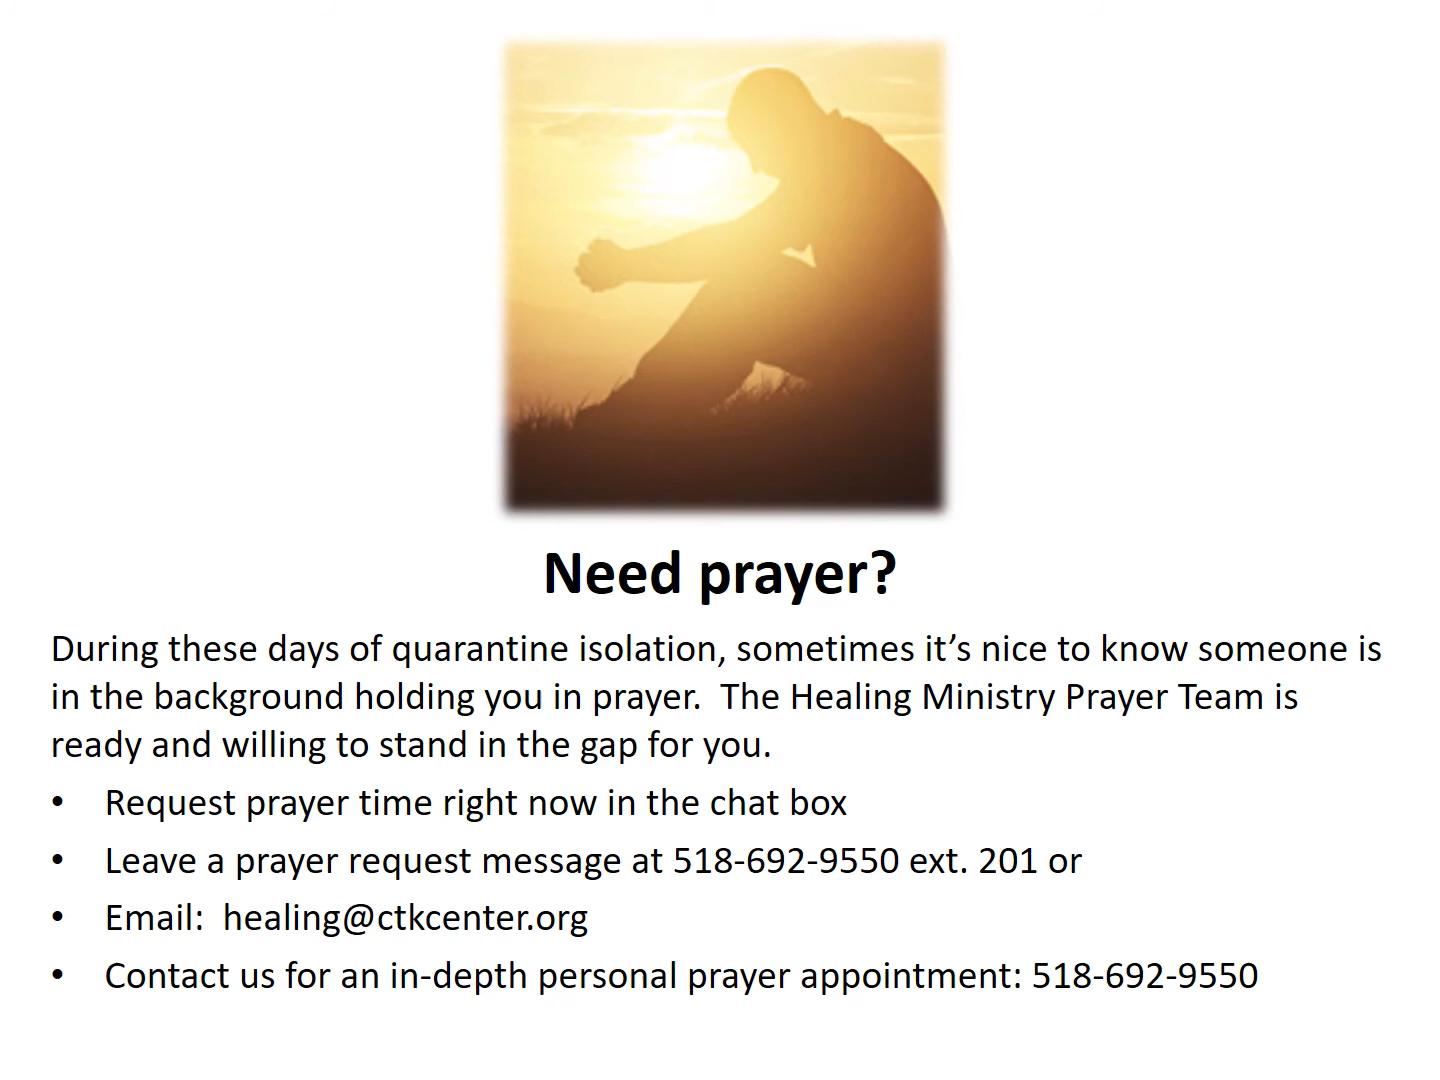 Need prayer?
During these days of quarantine isolation, sometimes it’s nice to know someone is
in the background holding you in prayer.  The Healing Ministry Prayer Team is
ready and willing to stand in the gap for you.
• Request prayer time right now in the chat box
• Leave a prayer request message at 518-692-9550 ext. 201 or
• Email:  healing@ctkcenter.org
• Contact us for an in-depth personal prayer appointment: 518-692-9550